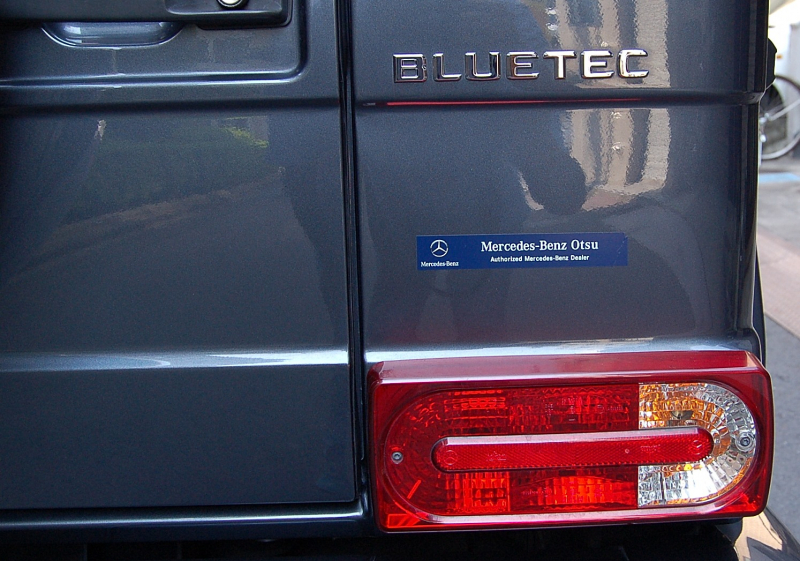 BLUETEC
Mercedes-Benz Otsu
Authorized Mercedes-Benz Dealer
Mercedes-Benz